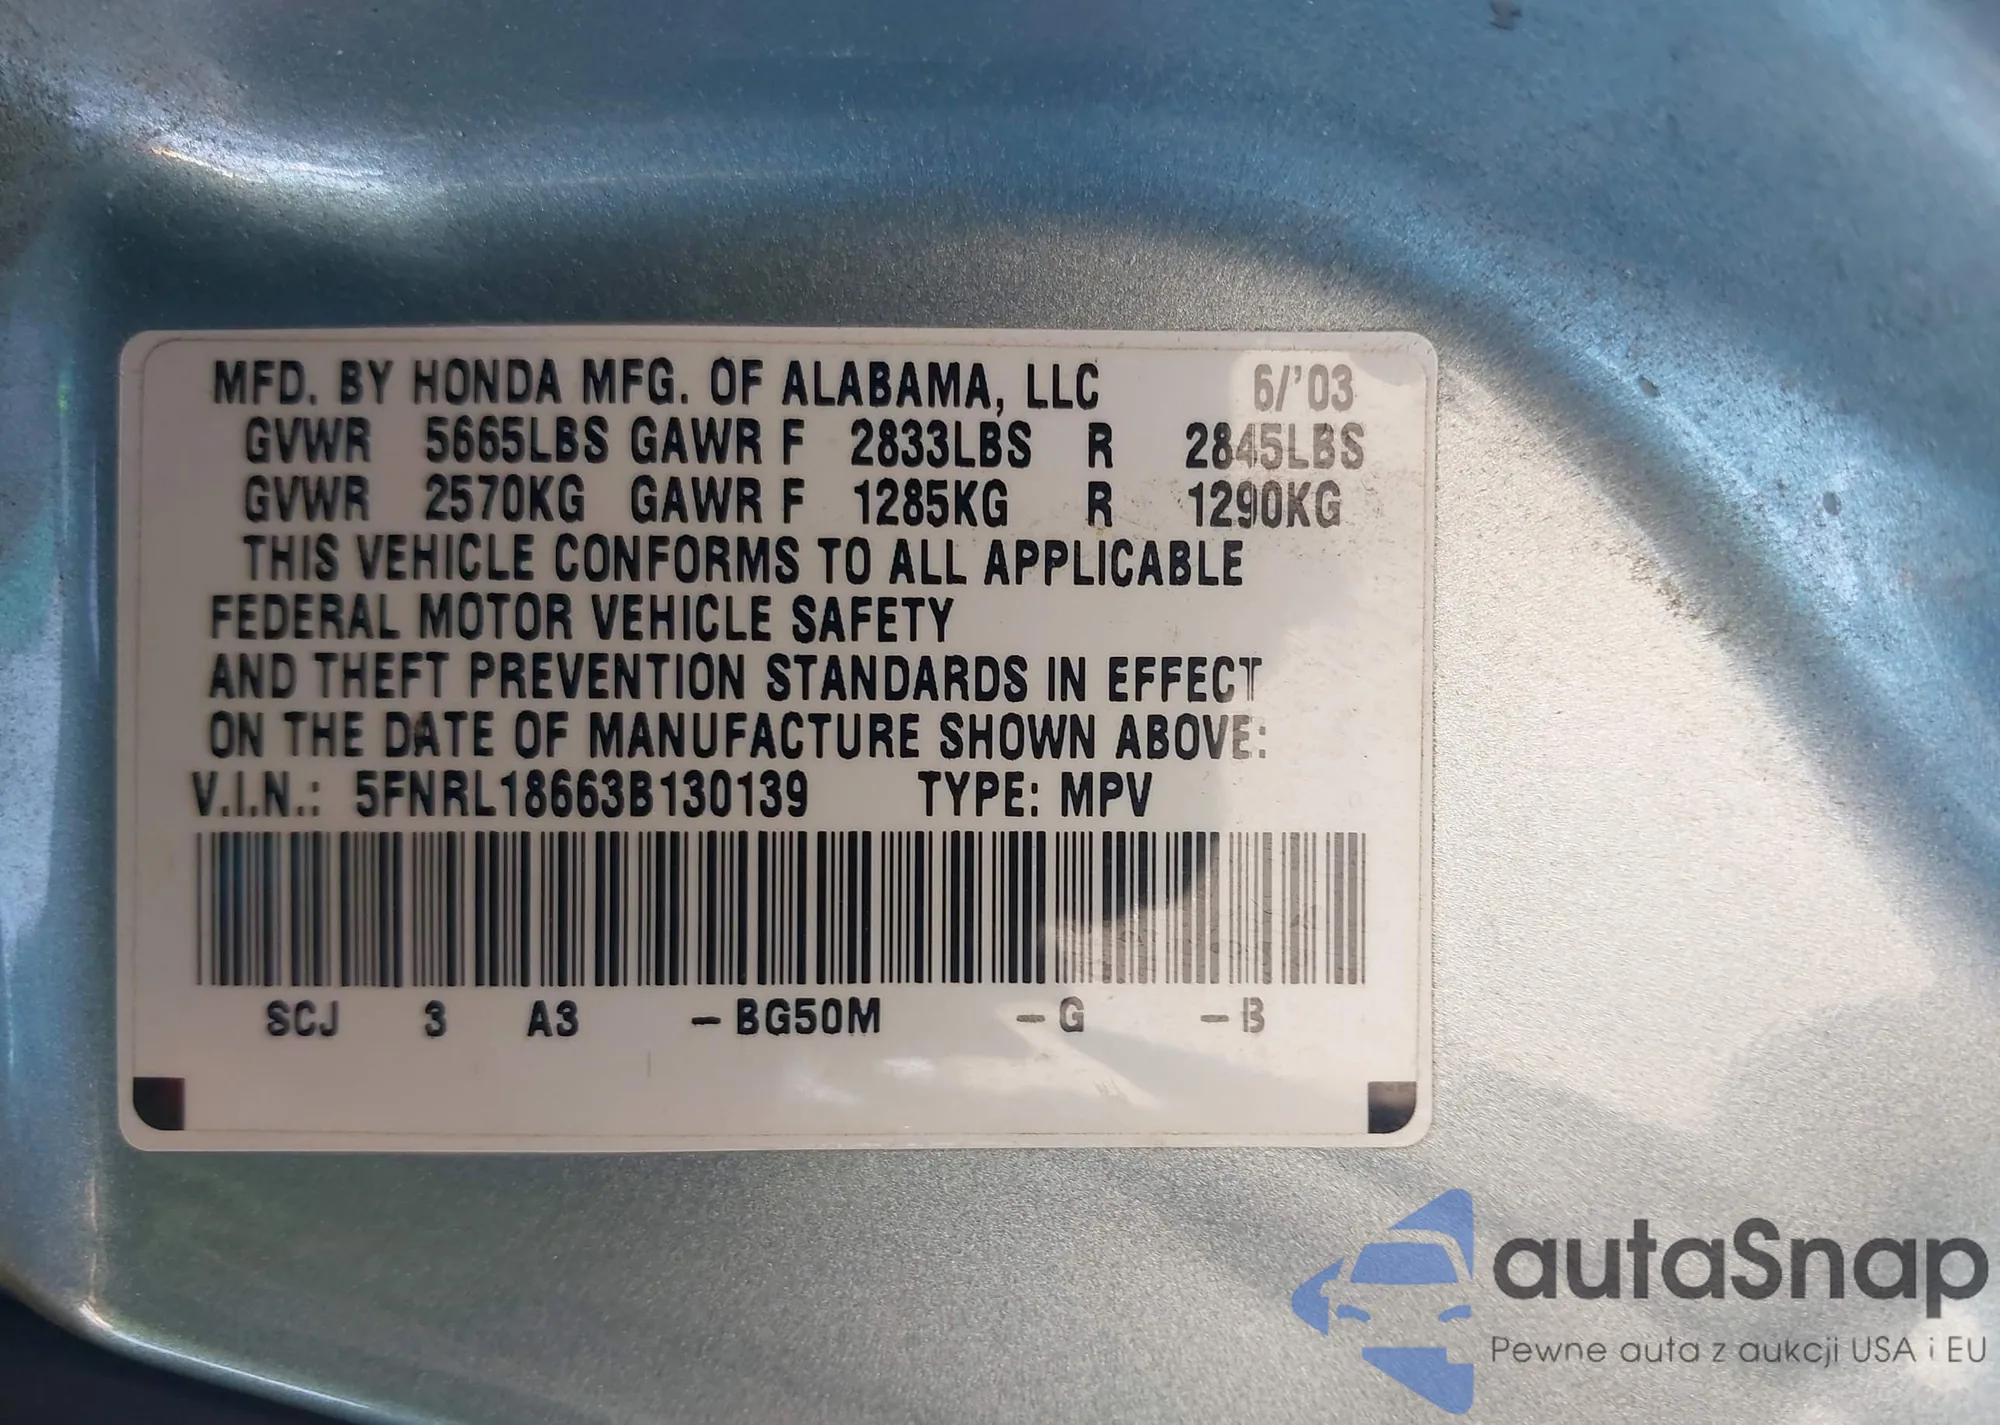 MFD. BY HONDA MFG. OF ALABAMA, LLC 6/'03
GVWR 5665LBS GAWR F 2833LBS R 2845LBS
GVWR 2570KG GAWR F 1285KG R 1290KG
THIS VEHICLE CONFORMS TO ALL APPLICABLE
FEDERAL MOTOR VEHICLE SAFETY
AND THEFT PREVENTION STANDARDS IN EFFECT
ON THE DATE OF MANUFACTURE SHOWN ABOVE:
V.I.N.: 5FNRL18663B130139 TYPE: MPV
SCJ 3 A3 -BG50M -G -B
autaSnap
Pewne auta z aukcji USA i EU